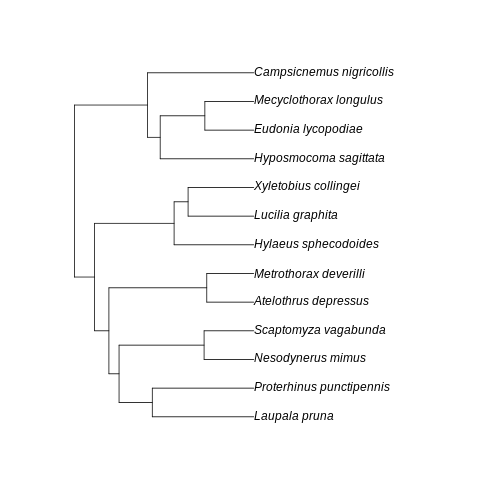 Campsicnemus nigricollis
Mecyclothorax longulus
Eudonia lycopodiae
Hyposmocoma sagittata
Xyletobius collingei
Lucilia graphita
Hylaeus sphecodoides
Metrothorax deverilli
Atelothrus depressus
Scaptomyza vagabunda
Nesodynerus mimus
Proterhinus punctipennis
Laupala pruna